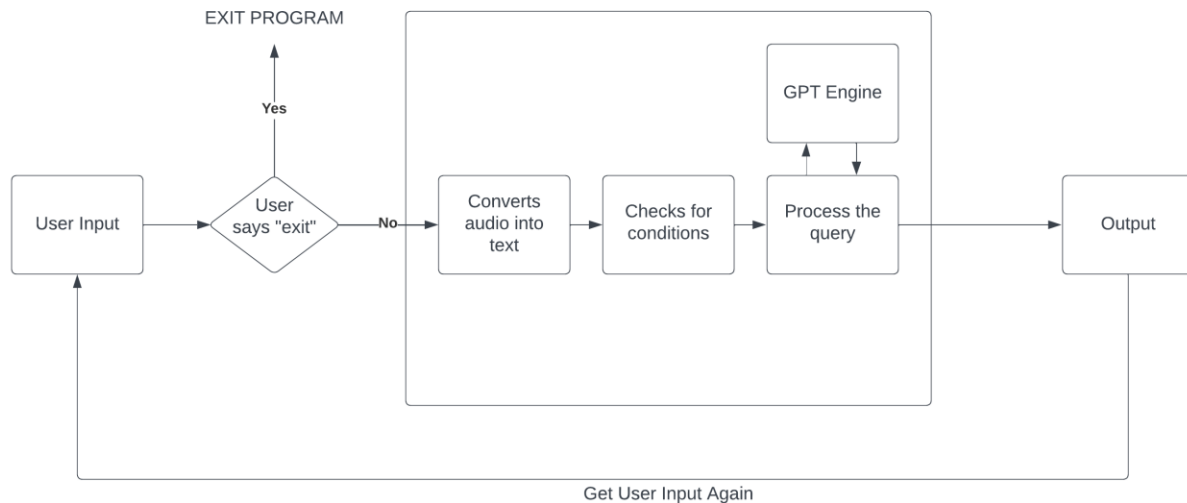 EXIT PROGRAM
Yes
GPT Engine
User Input
User
says "exit"
No
Converts
audio into
text
Checks for
conditions
Process the
query
Output
Get User Input Again